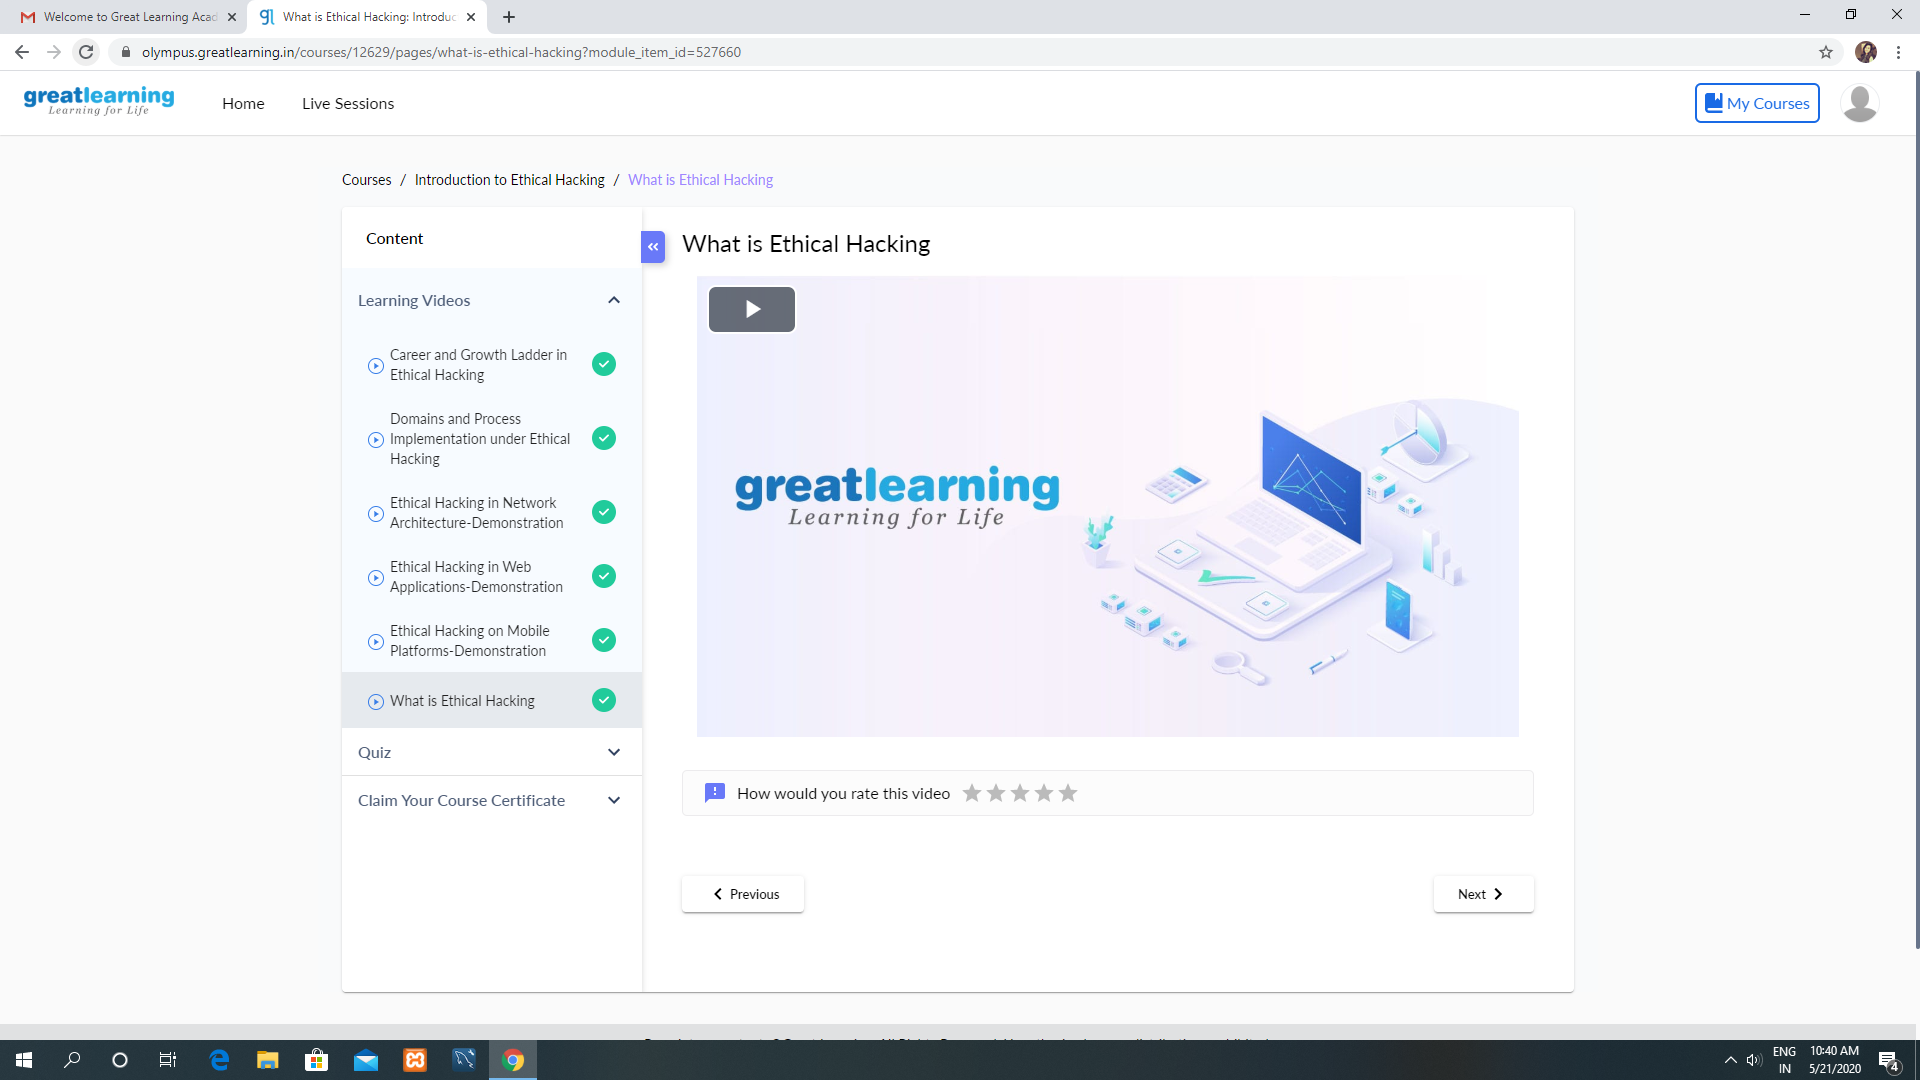 Welcome to Great Learning Acad
What is Ethical Hacking: Introduc
olympus.greatlearning.in/courses/12629/pages/what-is-ethical-hacking?module_item_id=527660
greatlearning
Learning for Life
Home
Live Sessions
My Courses
Courses / Introduction to Ethical Hacking / What is Ethical Hacking
Content
Learning Videos
Career and Growth Ladder in
Ethical Hacking
Domains and Process
Implementation under Ethical
Hacking
Ethical Hacking in Network
Architecture-Demonstration
Ethical Hacking in Web
Applications-Demonstration
Ethical Hacking on Mobile
Platforms-Demonstration
What is Ethical Hacking
Quiz
Claim Your Course Certificate
What is Ethical Hacking
greatlearning
Learning for Life
How would you rate this video
Previous
Next
ENG
IN
10:40 AM
5/21/2020
4